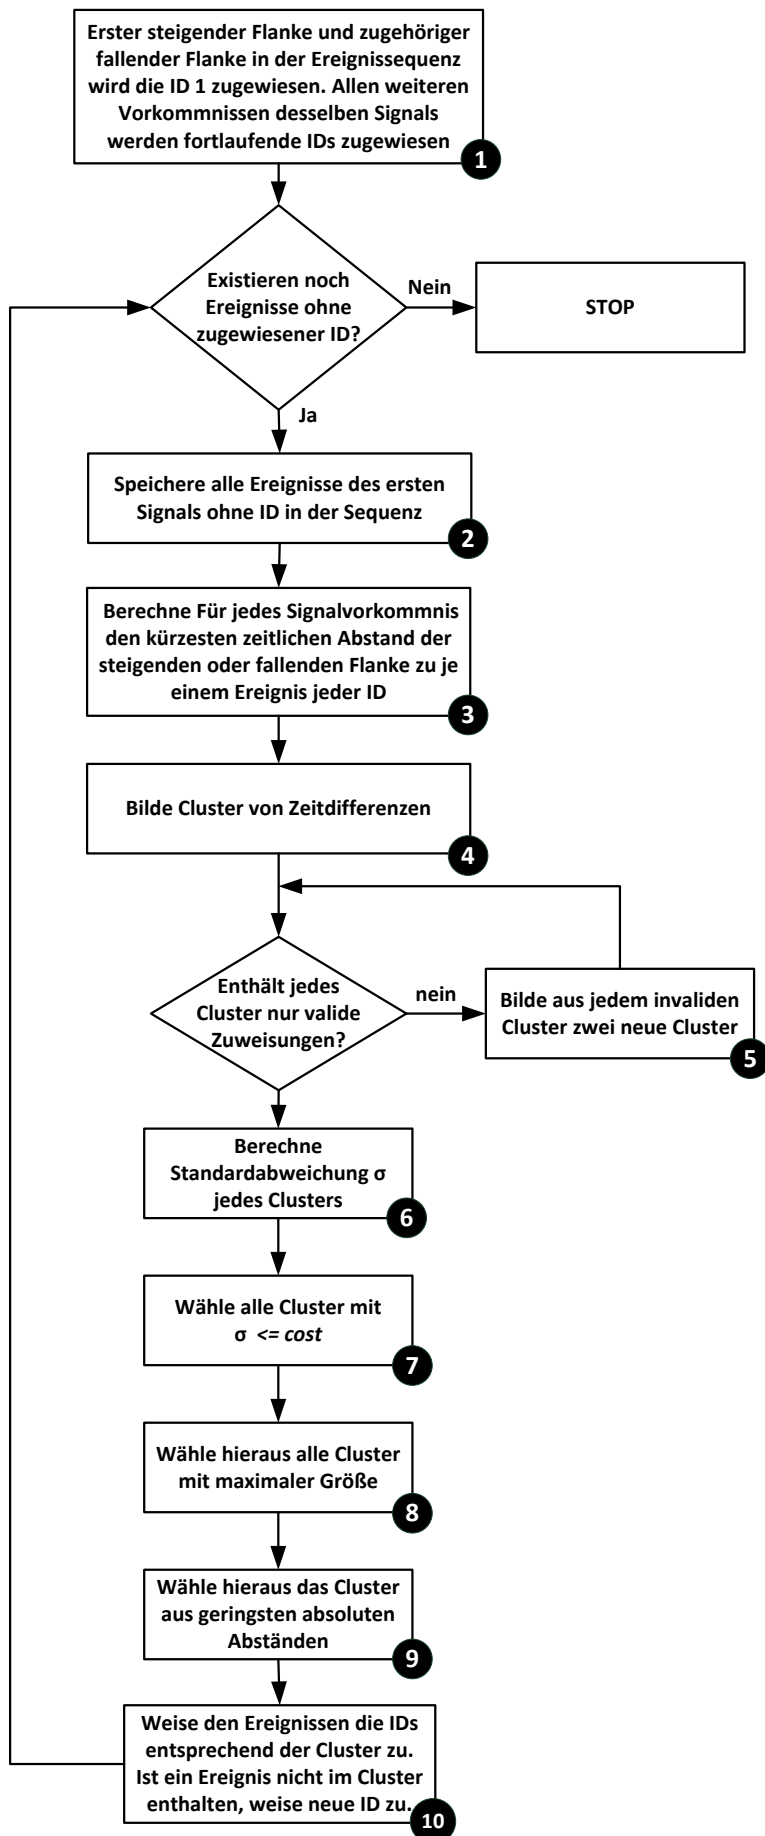 Erster steigender Flanke und zugehöriger
fallender Flanke in der Ereignissequenz
wird die ID 1 zugewiesen. Allen weiteren
Vorkommnissen desselben Signals
werden fortlaufende IDs zugewiesen
1
Existieren noch
Ereignisse ohne
zugewiesener ID?
Nein
STOP
Ja
Speichere alle Ereignisse des ersten
Signals ohne ID in der Sequenz
2
Berechne Für jedes Signalvorkommnis
den kürzesten zeitlichen Abstand der
steigenden oder fallenden Flanke zu je
einem Ereignis jeder ID
3
Bilde Cluster von Zeitdifferenzen
4
Enthält jedes
Cluster nur valide
Zuweisungen?
nein
Bilde aus jedem invaliden
Cluster zwei neue Cluster
5
Berechne
Standardabweichung σ
jedes Clusters
6
Wähle alle Cluster mit
σ <= cost
7
Wähle hieraus alle Cluster
mit maximaler Größe
8
Wähle hieraus das Cluster
aus geringsten absoluten
Abständen
9
Weise den Ereignissen die IDs
entsprechend der Cluster zu.
Ist ein Ereignis nicht im Cluster
enthalten, weise neue ID zu.
10